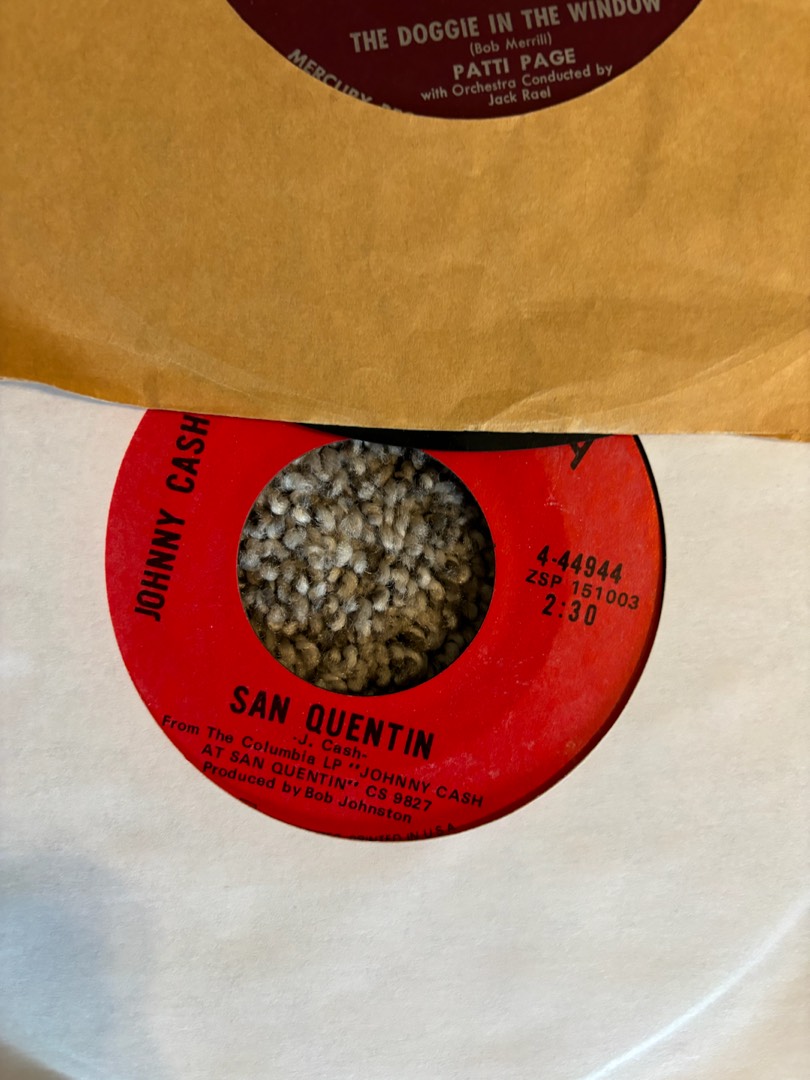 THE DOGGIE IN THE WINDOW
(Bob Merrill)
PATTI PAGE
with Orchestra Conducted by
Jack Rael
MERCURY
JOHNNY CASH
4-44944
ZSP 151003
2:30
SAN QUENTIN
-J. Cash-
From The Columbia LP "JOHNNY CASH
AT SAN QUENTIN" CS 9827
Produced by Bob Johnston